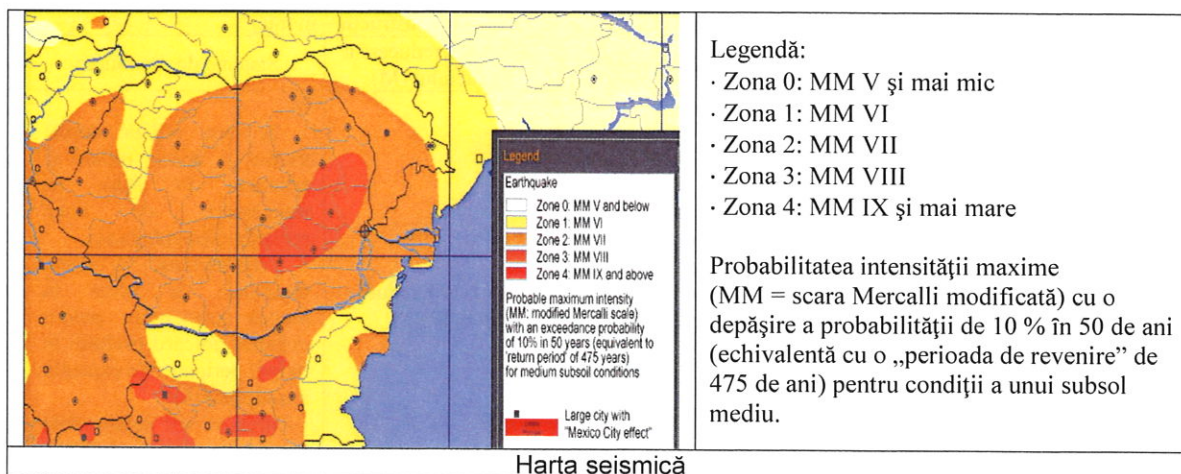 Legend
Earthquake
Zone 0: MM V and below
Zone 1: MM VI
Zone 2: MM VII
Zone 3: MM VIII
Zone 4: MM IX and above
Probable maximum intensity
(MM: modified Mercalli scale)
with an exceedance probability
of 10% in 50 years (equivalent to
'return period' of 475 years)
for medium subsoil conditions
Large city with
"Mexico City effect"
Legendă:
· Zona 0: MM V şi mai mic
· Zona 1: MM VI
· Zona 2: MM VII
· Zona 3: MM VIII
· Zona 4: MM IX şi mai mare
Probabilitatea intensităţii maxime
(MM = scara Mercalli modificată) cu o
depăşire a probabilităţii de 10 % în 50 de ani
(echivalentă cu o „perioada de revenire” de
475 de ani) pentru condiţii a unui subsol
mediu.
Harta seismică